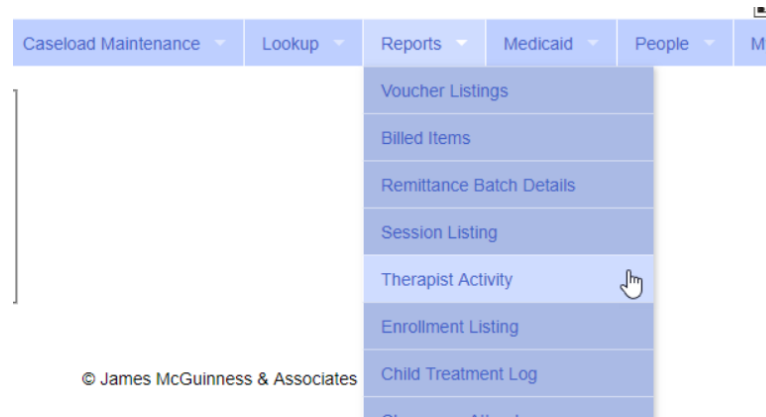 Caseload Maintenance Lookup Reports Medicaid People
Voucher Listings
Billed Items
Remittance Batch Details
Session Listing
Therapist Activity
Enrollment Listing
© James McGuinness & Associates
Child Treatment Log